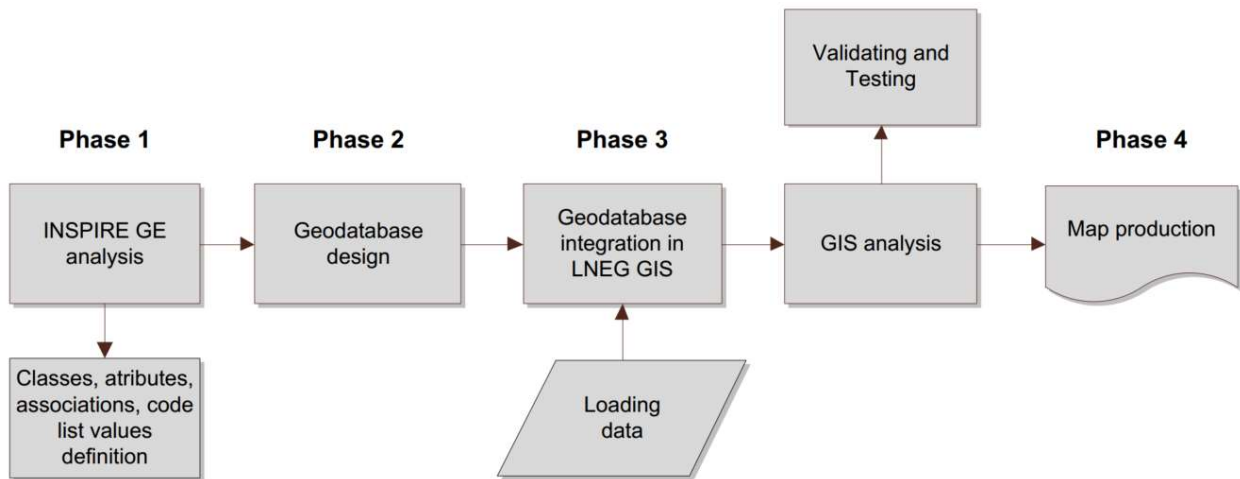 Validating and
Testing
Phase 1
Phase 2
Phase 3
Phase 4
INSPIRE GE
analysis
Geodatabase
design
Geodatabase
integration in
LNEG GIS
GIS analysis
Map production
Classes, atributes,
associations, code
list values
definition
Loading
data